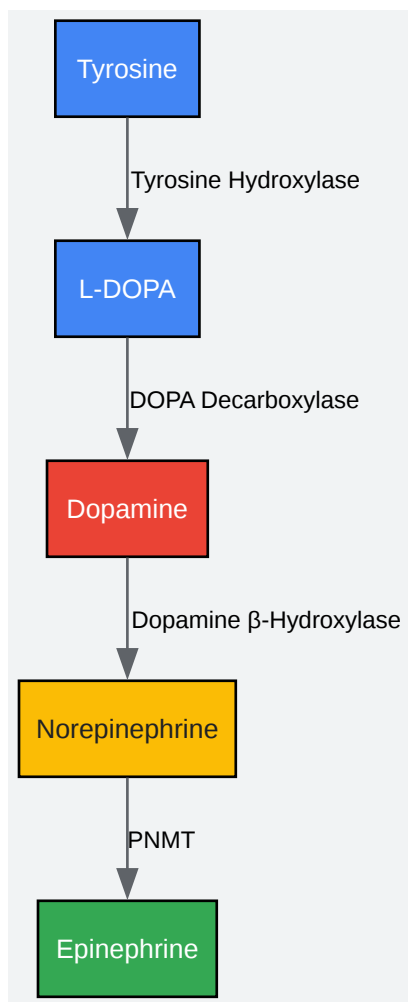 Tyrosine
Tyrosine Hydroxylase
L-DOPA
DOPA Decarboxylase
Dopamine
Dopamine β-Hydroxylase
Norepinephrine
PNMT
Epinephrine